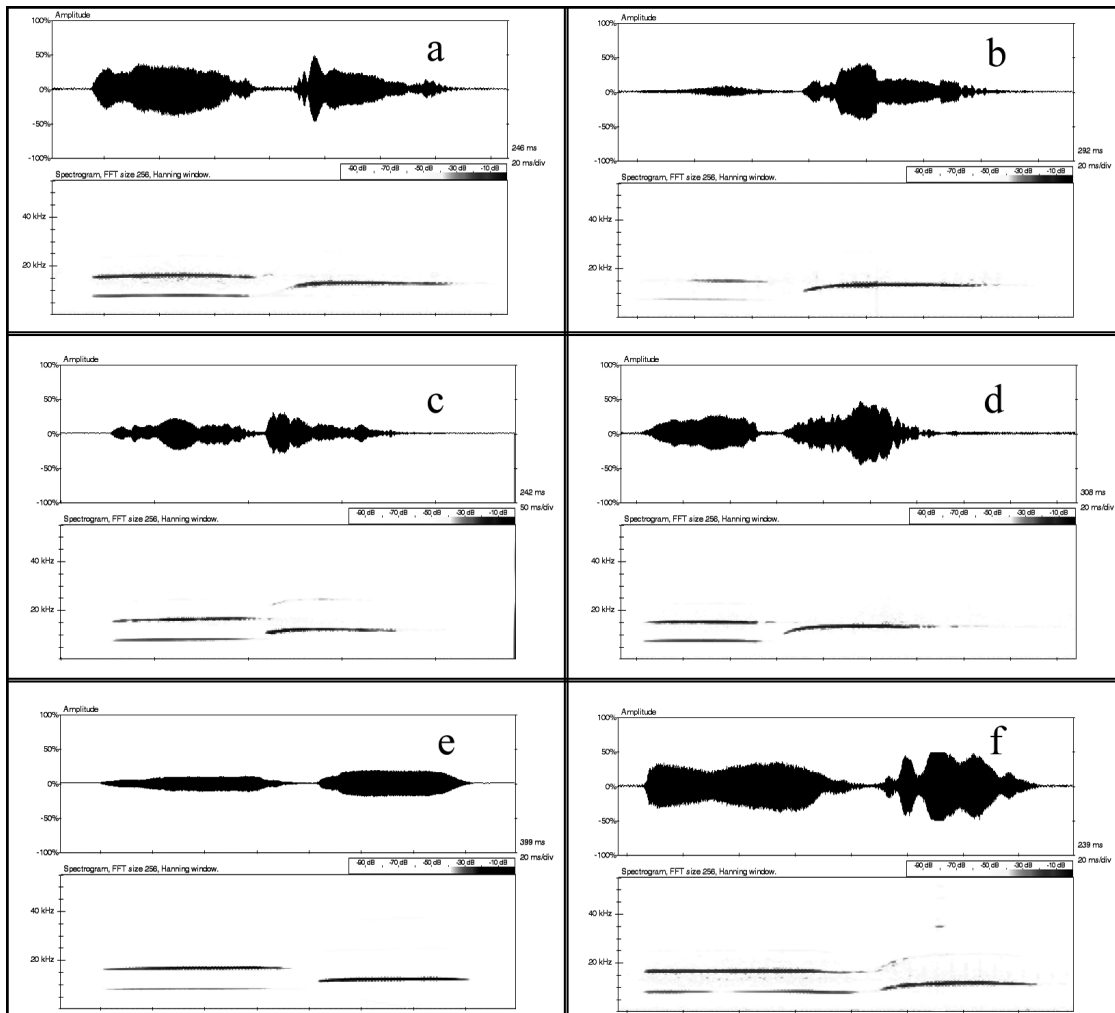 Amplitude
100%
50%
a
0%
-50%
-100%
246 ms
20 ms/div
-90 dB -70 dB -50 dB -30 dB -10 dB
Spectrogram, FFT size 256, Hanning window.
40 kHz
20 kHz
Amplitude
100%
50%
b
0%
-50%
-100%
292 ms
20 ms/div
-90 dB -70 dB -50 dB -30 dB -10 dB
Spectrogram, FFT size 256, Hanning window.
40 kHz
20 kHz
Amplitude
100%
50%
c
0%
-50%
-100%
242 ms
50 ms/div
-90 dB -70 dB -50 dB -30 dB -10 dB
Spectrogram, FFT size 256, Hanning window.
40 kHz
20 kHz
Amplitude
100%
50%
d
0%
-50%
-100%
308 ms
20 ms/div
-90 dB -70 dB -50 dB -30 dB -10 dB
Spectrogram, FFT size 256, Hanning window.
40 kHz
20 kHz
Amplitude
100%
50%
e
0%
-50%
-100%
399 ms
20 ms/div
-90 dB -70 dB -50 dB -30 dB -10 dB
Spectrogram, FFT size 256, Hanning window.
40 kHz
20 kHz
Amplitude
100%
50%
f
0%
-50%
-100%
239 ms
20 ms/div
-90 dB -70 dB -50 dB -30 dB -10 dB
Spectrogram, FFT size 256, Hanning window.
40 kHz
20 kHz